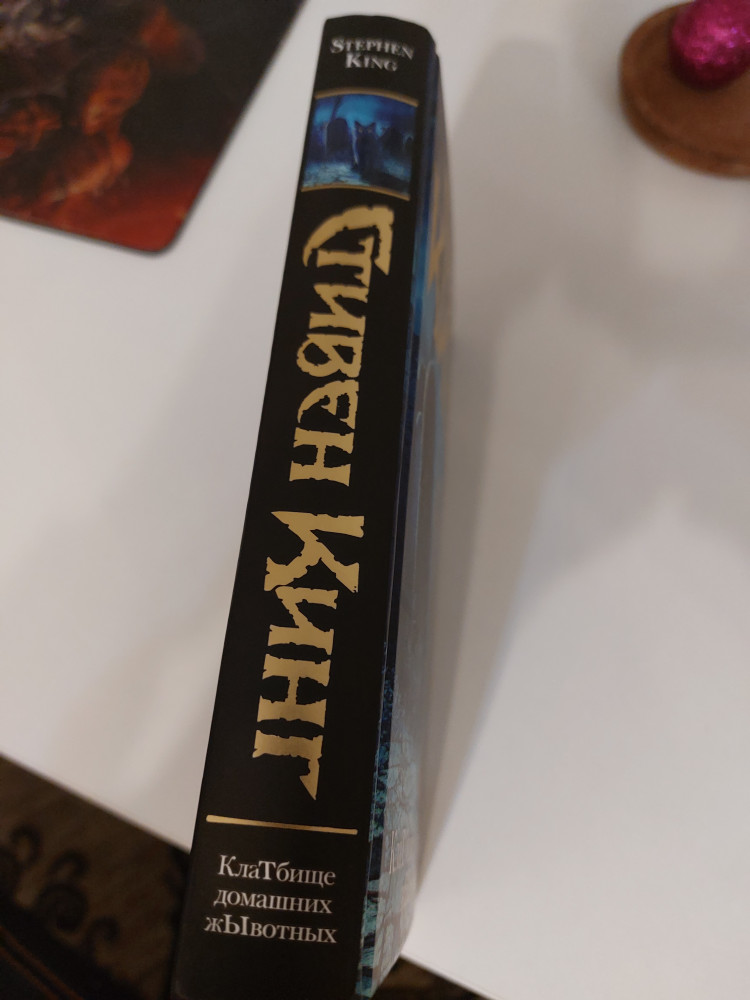 STEPHEN
KING
СТИВЕН КИНГ
КлаТбище
домашних
жЫвотных